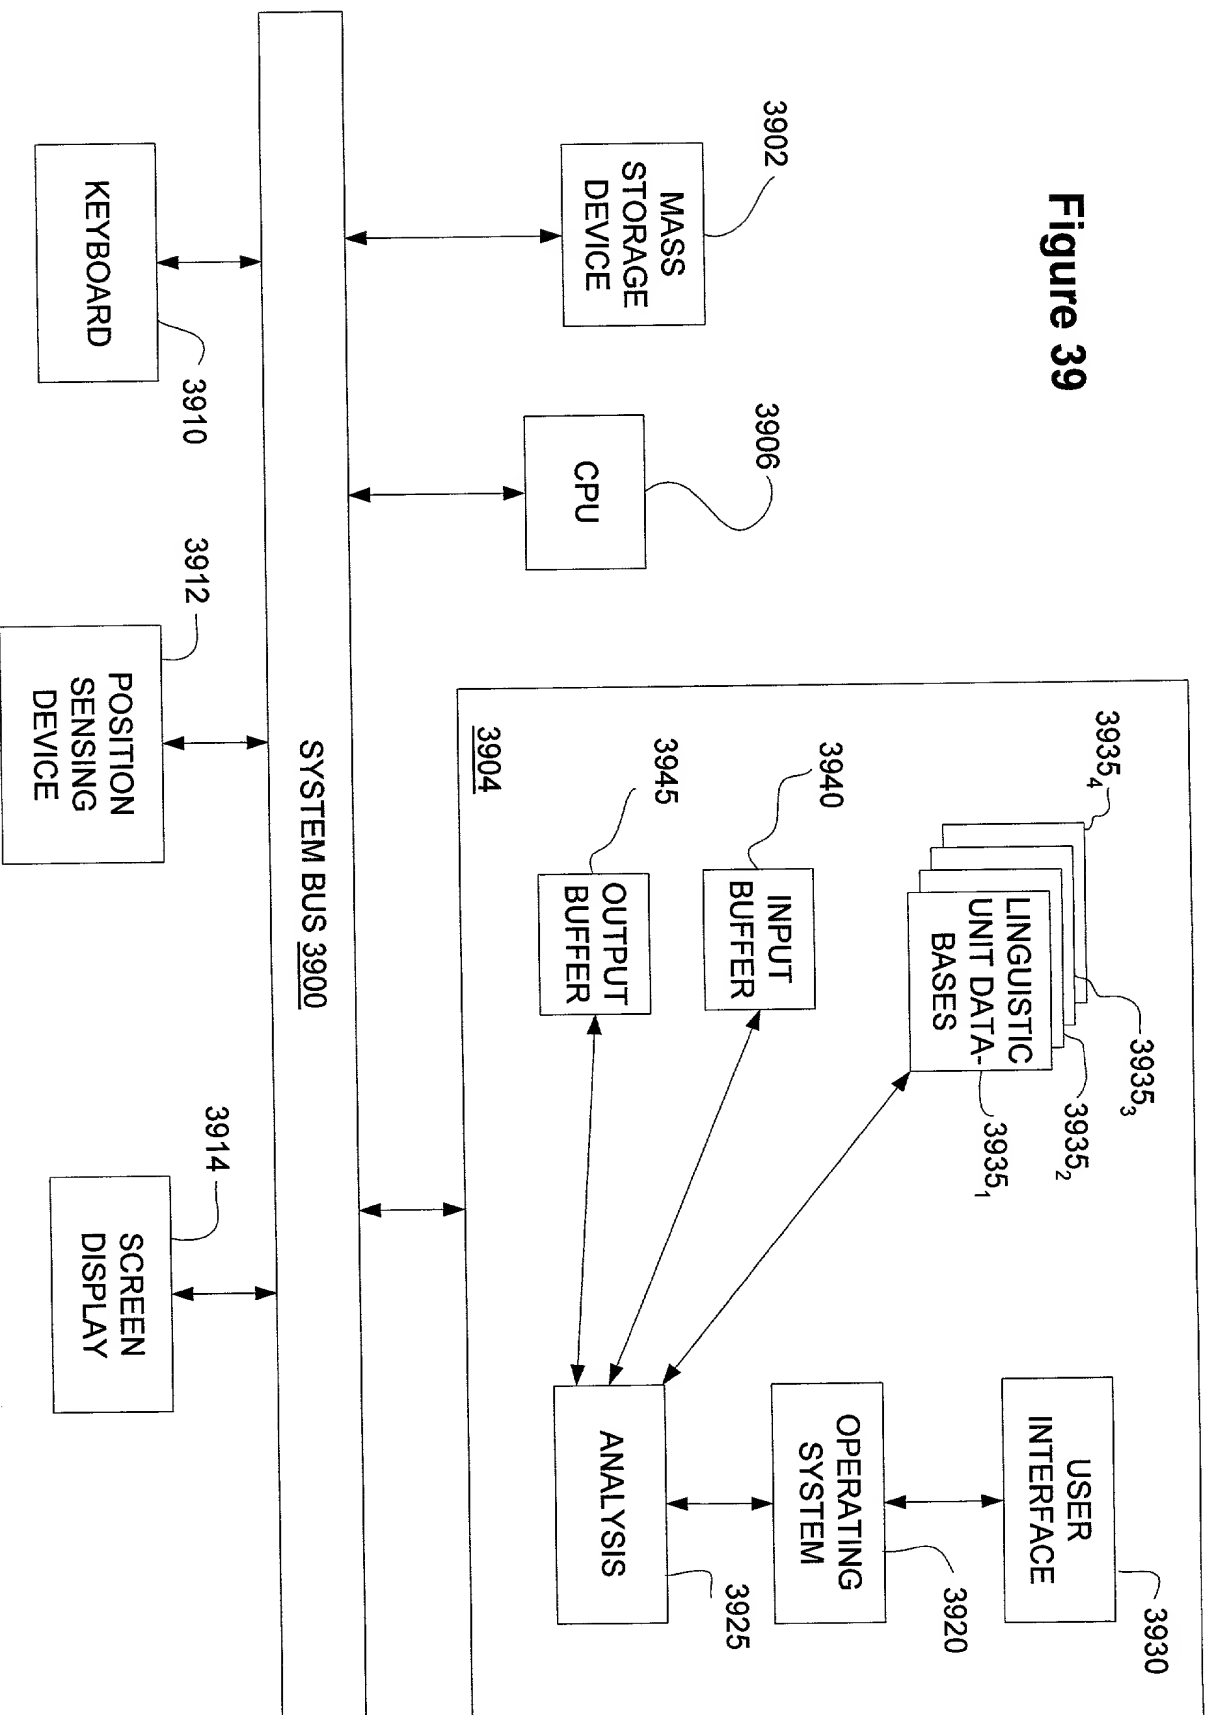 Figure 39
3902
MASS
STORAGE
DEVICE
3906
CPU
3935₄
3935₃
3935₂
3935₁
LINGUISTIC
UNIT DATA-
BASES
3940
INPUT
BUFFER
3945
OUTPUT
BUFFER
3904
USER
INTERFACE
3930
OPERATING
SYSTEM
3920
ANALYSIS
3925
SYSTEM BUS 3900
KEYBOARD
3910
3912
POSITION
SENSING
DEVICE
3914
SCREEN
DISPLAY